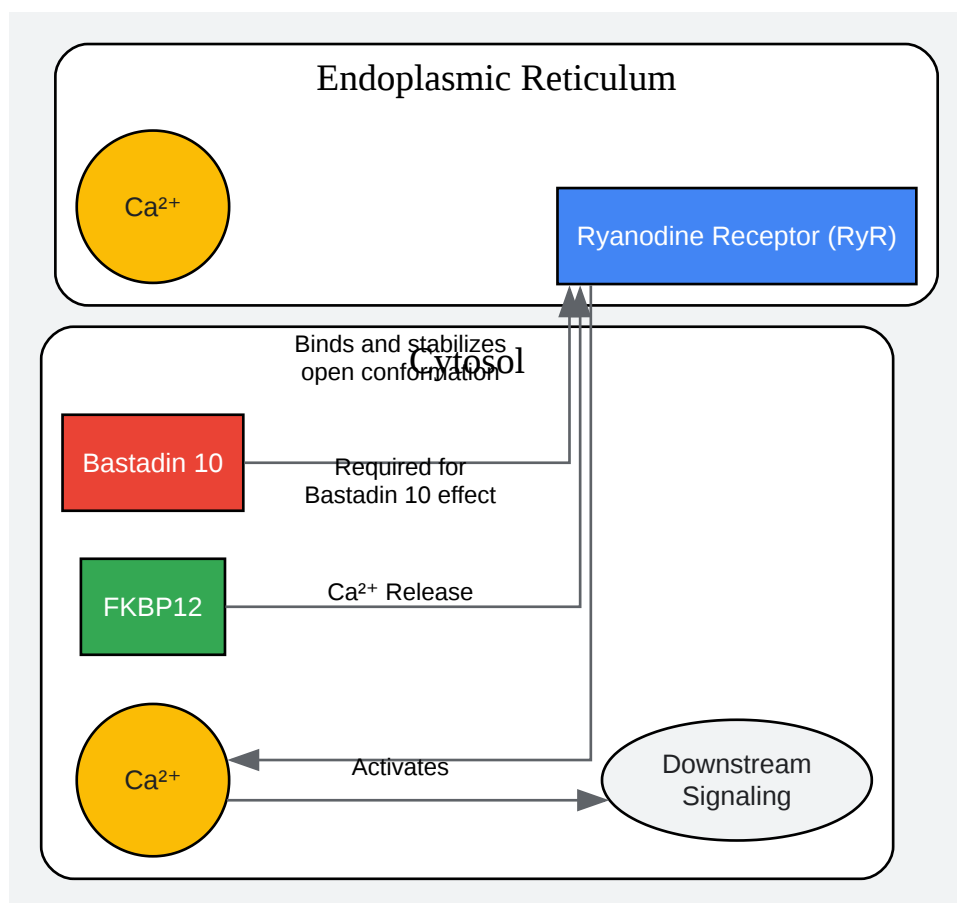 Endoplasmic Reticulum
Ca²⁺
Ryanodine Receptor (RyR)
Binds and stabilizes
open conformation
Cytosol
Bastadin 10
Required for
Bastadin 10 effect
FKBP12
Ca²⁺ Release
Ca²⁺
Activates
Downstream
Signaling